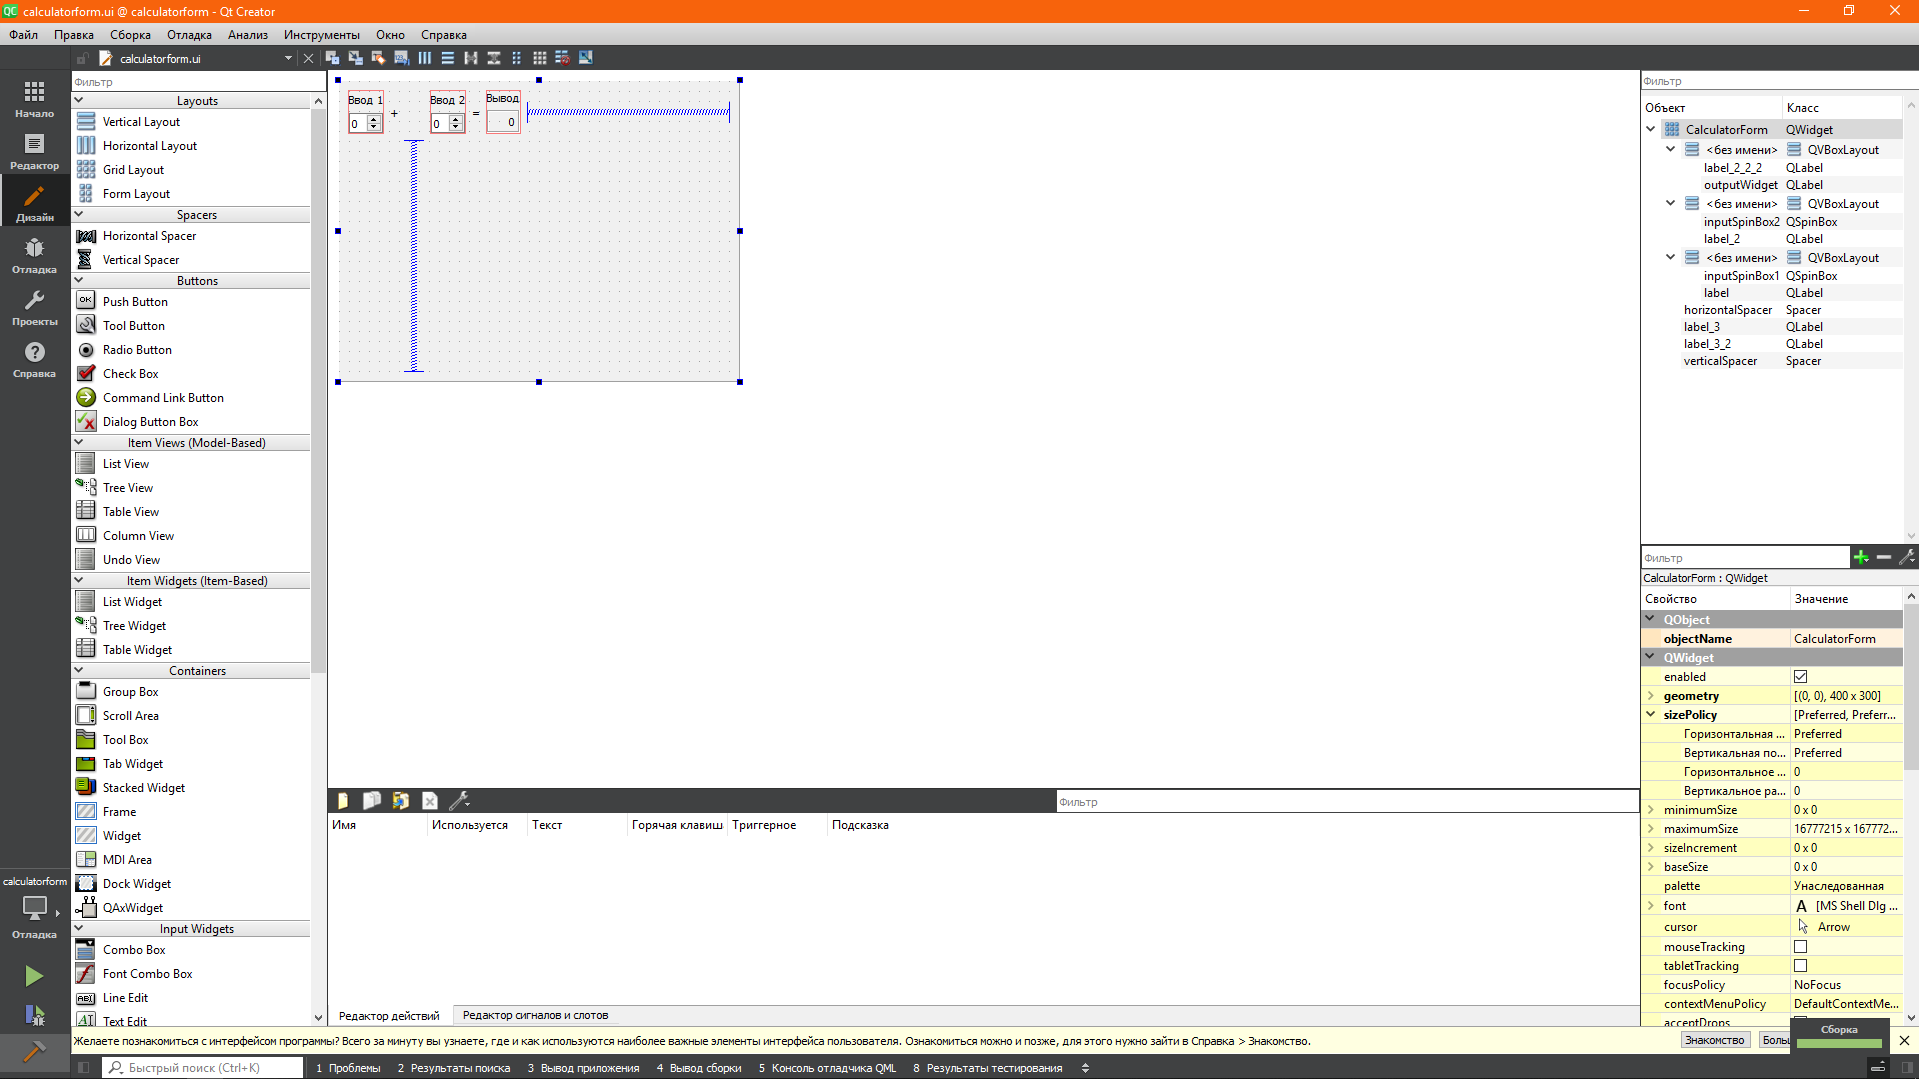 calculatorform.ui @ calculatorform - Qt Creator
Файл Правка Сборка Отладка Анализ Инструменты Окно Справка
calculatorform.ui
Начало
Редактор
Дизайн
Отладка
Проекты
Справка
calculatorform
Отладка
Фильтр
Layouts
Vertical Layout
Horizontal Layout
Grid Layout
Form Layout
Spacers
Horizontal Spacer
Vertical Spacer
Buttons
OK Push Button
Tool Button
Radio Button
Check Box
Command Link Button
Dialog Button Box
Item Views (Model-Based)
List View
Tree View
Table View
Column View
Undo View
Item Widgets (Item-Based)
List Widget
Tree Widget
Table Widget
Containers
Group Box
Scroll Area
Tool Box
Tab Widget
Stacked Widget
Frame
Widget
MDI Area
Dock Widget
QAxWidget
Input Widgets
Combo Box
Font Combo Box
Line Edit
Text Edit
Ввод 1 Ввод 2 Вывод
0 + 0 = 0
Фильтр
Имя Используется Текст Горячая клавиш Триггерное Подсказка
Редактор действий Редактор сигналов и слотов
Фильтр
Объект Класс
CalculatorForm QWidget
<без имени> QVBoxLayout
label_2_2_2 QLabel
outputWidget QLabel
<без имени> QVBoxLayout
inputSpinBox2 QSpinBox
label_2 QLabel
<без имени> QVBoxLayout
inputSpinBox1 QSpinBox
label QLabel
horizontalSpacer Spacer
label_3 QLabel
label_3_2 QLabel
verticalSpacer Spacer
Фильтр
CalculatorForm : QWidget
Свойство Значение
QObject
objectName CalculatorForm
QWidget
enabled
geometry [(0, 0), 400 x 300]
sizePolicy [Preferred, Preferr...
Горизонтальная ... Preferred
Вертикальная по... Preferred
Горизонтальное ... 0
Вертикальное ра... 0
minimumSize 0 x 0
maximumSize 16777215 x 167772...
sizeIncrement 0 x 0
baseSize 0 x 0
palette Унаследованная
font A [MS Shell Dlg ...
cursor Arrow
mouseTracking
tabletTracking
focusPolicy NoFocus
contextMenuPolicy DefaultContextMe...
acceptDrops
Желаете познакомиться с интерфейсом программы? Всего за минуту вы узнаете, где и как используются наиболее важные элементы интерфейса пользователя. Ознакомиться можно и позже, для этого нужно зайти в Справка > Знакомство.
Знакомство
Сборка
Быстрый поиск (Ctrl+K)
1 Проблемы 2 Результаты поиска 3 Вывод приложения 4 Вывод сборки 5 Консоль отладчика QML 8 Результаты тестирования